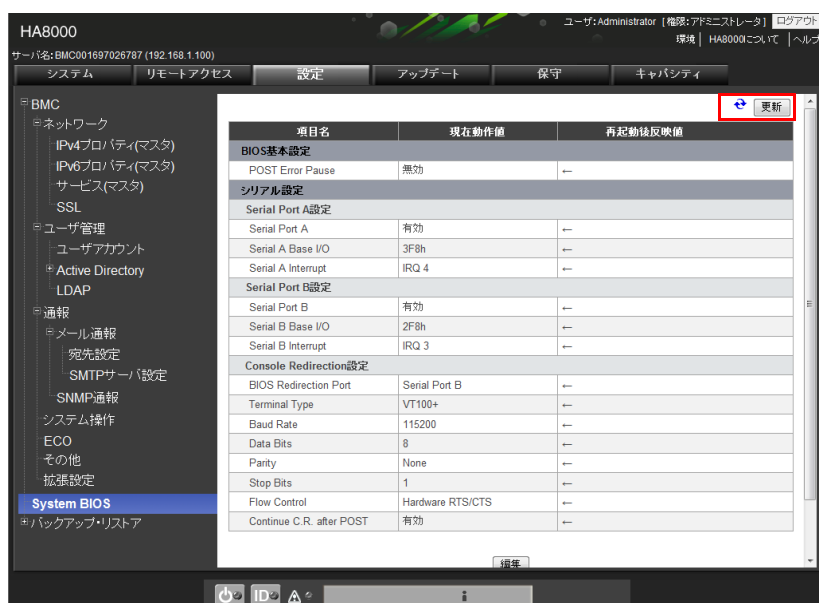 HA8000
ユーザ:Administrator [権限:アドミニストレータ] ログアウト
環境 | HA8000について | ヘルプ
サーバ名:BMC001697026787 (192.168.1.100)
システム リモートアクセス 設定 アップデート 保守 キャパシティ
BMC
ネットワーク
IPv4プロパティ(マスタ)
IPv6プロパティ(マスタ)
サービス(マスタ)
SSL
ユーザ管理
ユーザアカウント
Active Directory
LDAP
通報
メール通報
宛先設定
SMTPサーバ設定
SNMP通報
システム操作
ECO
その他
拡張設定
System BIOS
バックアップ・リストア
更新
項目名 現在動作値 再起動後反映値
BIOS基本設定
POST Error Pause 無効 ←
シリアル設定
Serial Port A設定
Serial Port A 有効 ←
Serial A Base I/O 3F8h ←
Serial A Interrupt IRQ 4 ←
Serial Port B設定
Serial Port B 有効 ←
Serial B Base I/O 2F8h ←
Serial B Interrupt IRQ 3 ←
Console Redirection設定
BIOS Redirection Port Serial Port B ←
Terminal Type VT100+ ←
Baud Rate 115200 ←
Data Bits 8 ←
Parity None ←
Stop Bits 1 ←
Flow Control Hardware RTS/CTS ←
Continue C.R. after POST 有効 ←
編集
ID